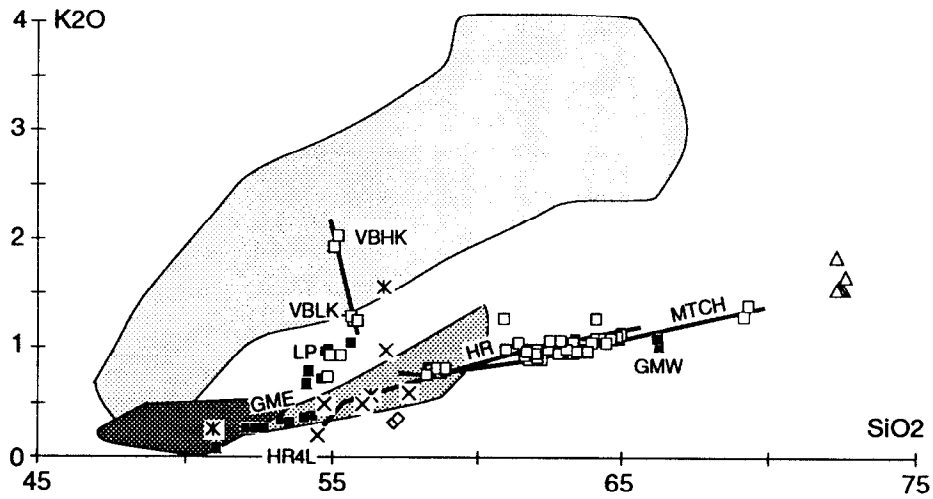 4
K2O
3
2
VBHK
VBLK
MTCH
1
LP
HR
GMW
GME
SiO2
0
HR4L
45
55
65
75